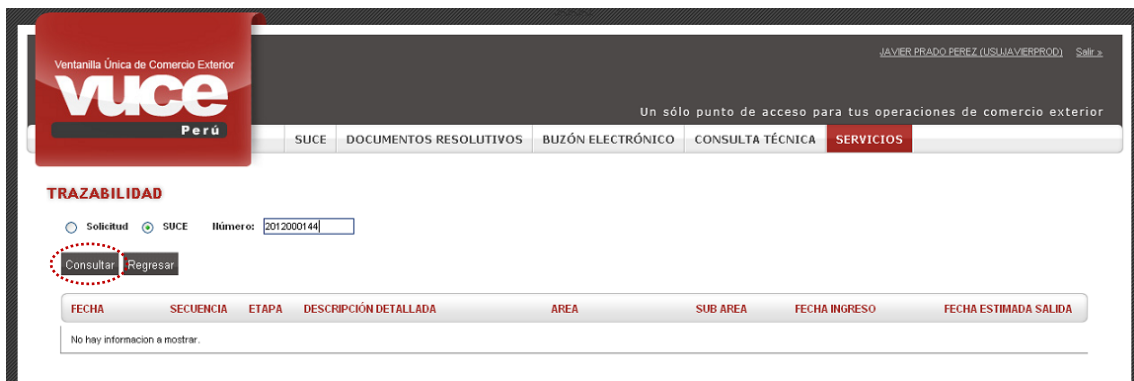 JAVIER PRADO PEREZ (USUJAVIERPROD) Salir »
Ventanilla Única de Comercio Exterior
vuce
Perú
Un sólo punto de acceso para tus operaciones de comercio exterior
SUCE DOCUMENTOS RESOLUTIVOS BUZÓN ELECTRÓNICO CONSULTA TÉCNICA SERVICIOS
TRAZABILIDAD
Solicitud SUCE Número: 2012000144
Consultar Regresar
FECHA SECUENCIA ETAPA DESCRIPCIÓN DETALLADA AREA SUB AREA FECHA INGRESO FECHA ESTIMADA SALIDA
No hay informacion a mostrar.